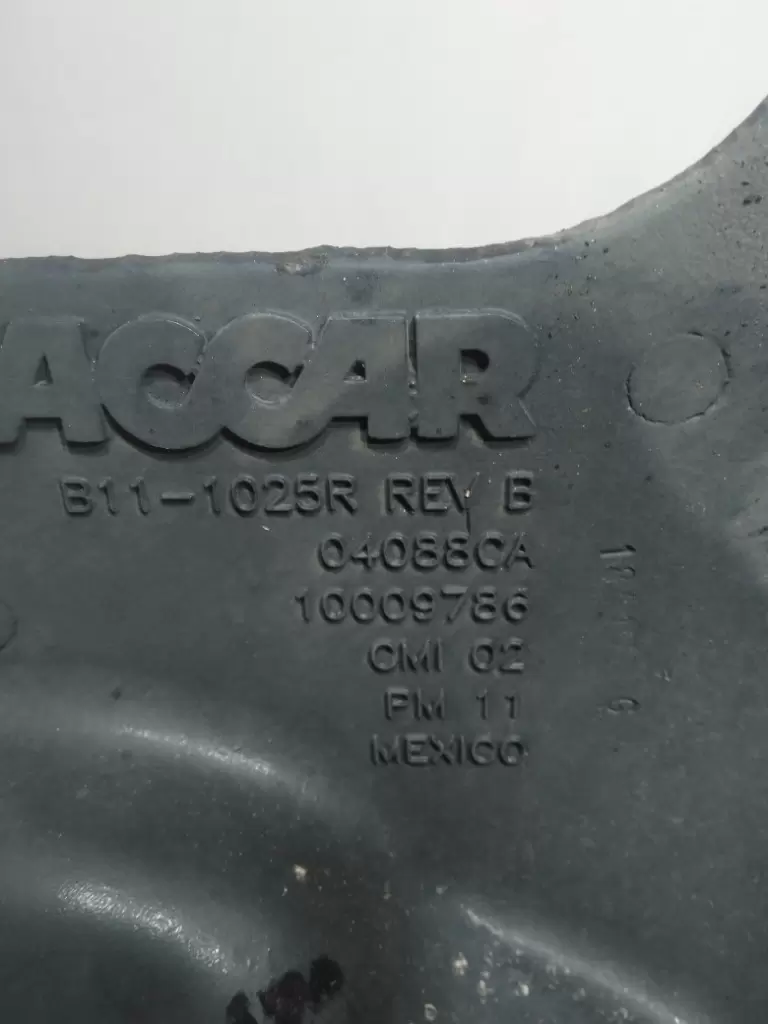 ACCAR
B11-1025R REV B
04088CA
10009786
CMI 02
PM 11
MEXICO